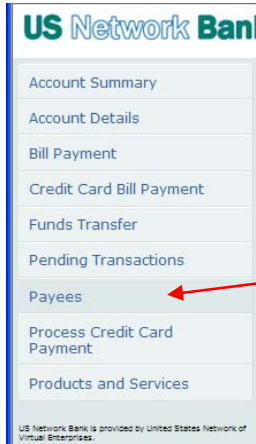 US Network Bank
Account Summary
Account Details
Bill Payment
Credit Card Bill Payment
Funds Transfer
Pending Transactions
Payees
Process Credit Card
Payment
Products and Services
US Network Bank is provided by United States Network of
Virtual Enterprises.